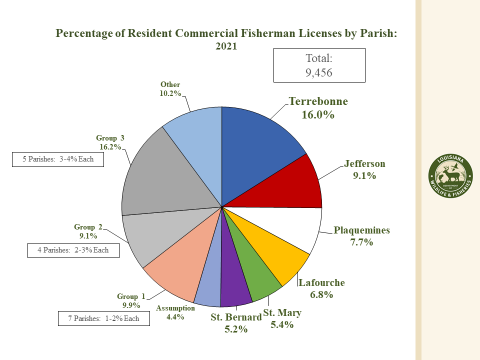 Percentage of Resident Commercial Fisherman Licenses by Parish:
2021
Total:
9,456
Other
10.2%
Terrebonne
16.0%
Group 3
16.2%
5 Parishes: 3-4% Each
Jefferson
9.1%
Group 2
9.1%
4 Parishes: 2-3% Each
Plaquemines
7.7%
Lafourche
6.8%
Group 1
9.9%
7 Parishes: 1-2% Each
Assumption
4.4%
St. Bernard
5.2%
St. Mary
5.4%
LOUISIANA
WILDLIFE & FISHERIES